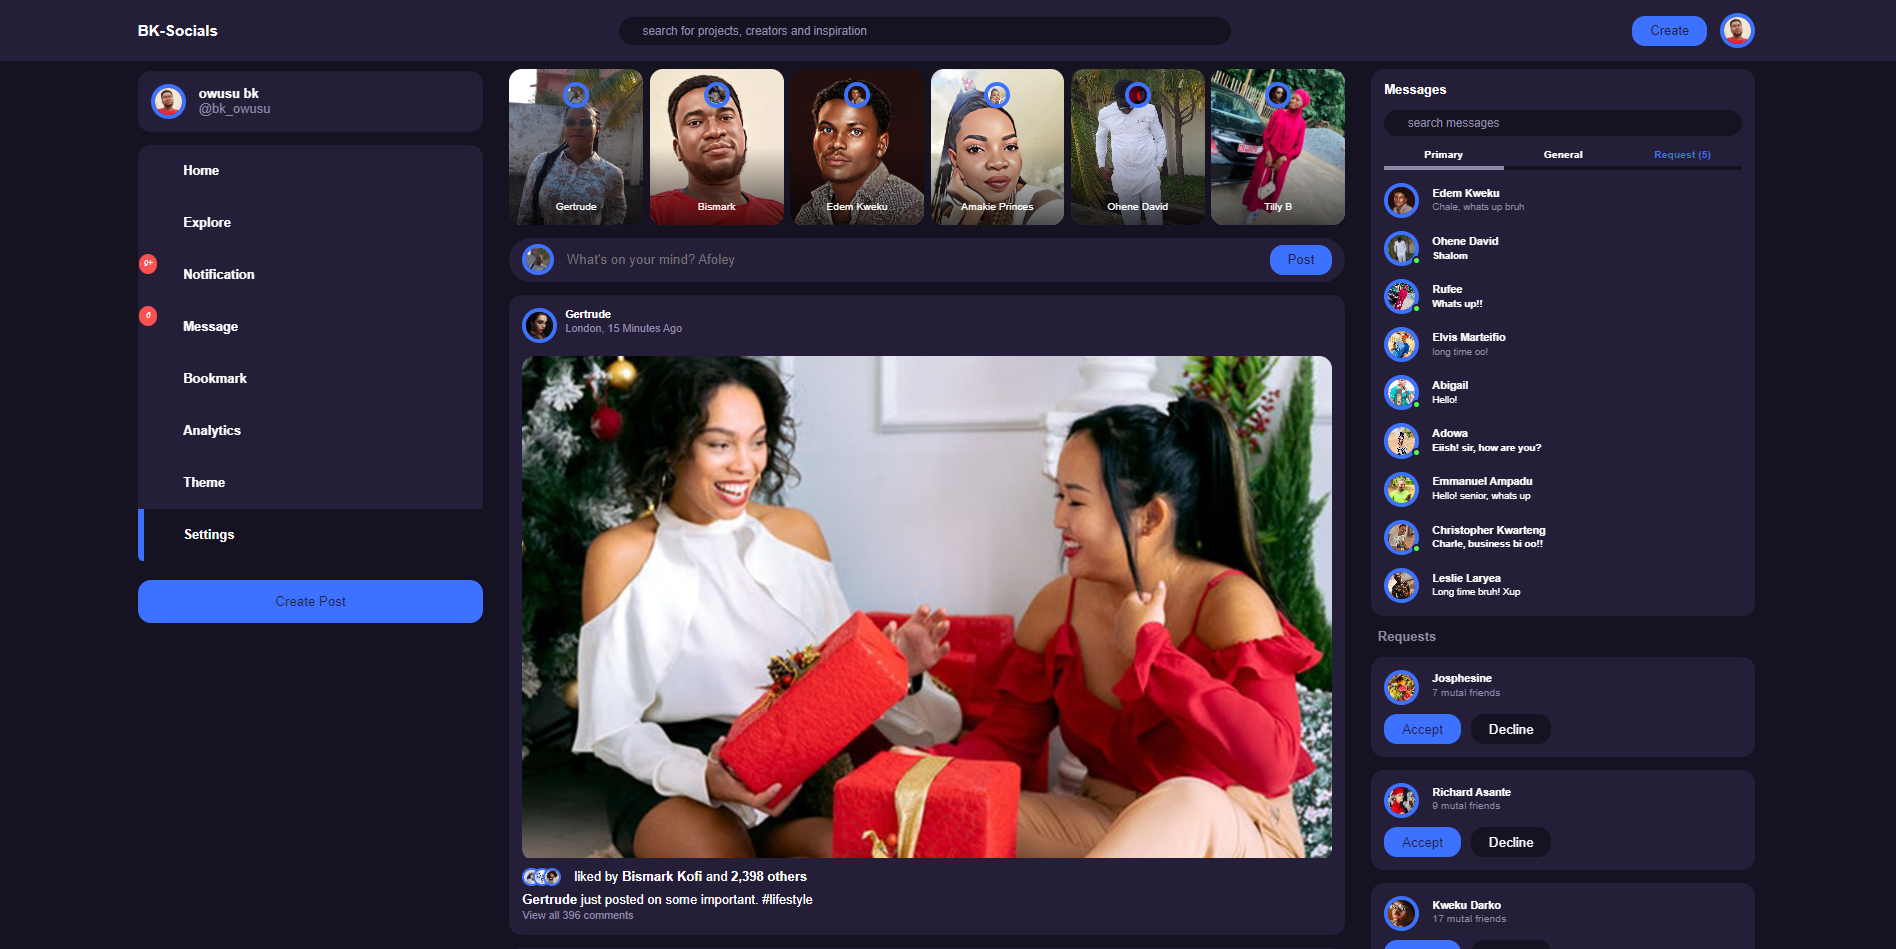 BK-Socials
search for projects, creators and inspiration
Create
owusu bk
@bk_owusu
Home
Explore
9+
Notification
6
Message
Bookmark
Analytics
Theme
Settings
Create Post
Gertrude
Bismark
Edem Kweku
Amakie Princes
Ohene David
Tilly B
What's on your mind? Afoley
Post
Gertrude
London, 15 Minutes Ago
liked by Bismark Kofi and 2,398 others
Gertrude just posted on some important. #lifestyle
View all 396 comments
Messages
search messages
Primary
General
Request (5)
Edem Kweku
Chale, whats up bruh
Ohene David
Shalom
Rufee
Whats up!!
Elvis Marteifio
long time oo!
Abigail
Hello!
Adowa
Eiish! sir, how are you?
Emmanuel Ampadu
Hello! senior, whats up
Christopher Kwarteng
Charle, business bi oo!!
Leslie Laryea
Long time bruh! Xup
Requests
Josphesine
7 mutal friends
Accept
Decline
Richard Asante
9 mutal friends
Accept
Decline
Kweku Darko
17 mutal friends